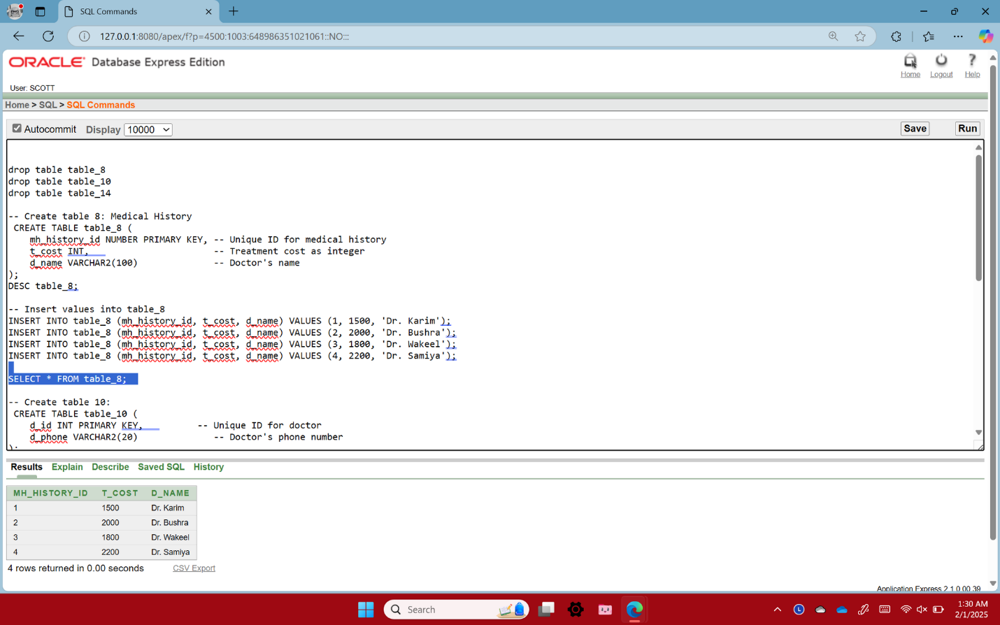 SQL Commands
127.0.0.1:8080/apex/f?p=4500:1003:648986351021061::NO:::
ORACLE® Database Express Edition
Home Logout Help
User: SCOTT
Home > SQL > SQL Commands
Autocommit Display 10000 Save Run
drop table table_8
drop table table_10
drop table table_14
-- Create table 8: Medical History
CREATE TABLE table_8 (
mh_history_id NUMBER PRIMARY KEY, -- Unique ID for medical history
t_cost INT, -- Treatment cost as integer
d_name VARCHAR2(100) -- Doctor's name
);
DESC table_8;
-- Insert values into table_8
INSERT INTO table_8 (mh_history_id, t_cost, d_name) VALUES (1, 1500, 'Dr. Karim');
INSERT INTO table_8 (mh_history_id, t_cost, d_name) VALUES (2, 2000, 'Dr. Bushra');
INSERT INTO table_8 (mh_history_id, t_cost, d_name) VALUES (3, 1800, 'Dr. Wakeel');
INSERT INTO table_8 (mh_history_id, t_cost, d_name) VALUES (4, 2200, 'Dr. Samiya');
SELECT * FROM table_8;
-- Create table 10:
CREATE TABLE table_10 (
d_id INT PRIMARY KEY, -- Unique ID for doctor
d_phone VARCHAR2(20) -- Doctor's phone number
);
Results Explain Describe Saved SQL History
MH_HISTORY_ID T_COST D_NAME
1 1500 Dr. Karim
2 2000 Dr. Bushra
3 1800 Dr. Wakeel
4 2200 Dr. Samiya
4 rows returned in 0.00 seconds CSV Export
Application Express 2.1.0.00.39
Search
1:30 AM
2/1/2025